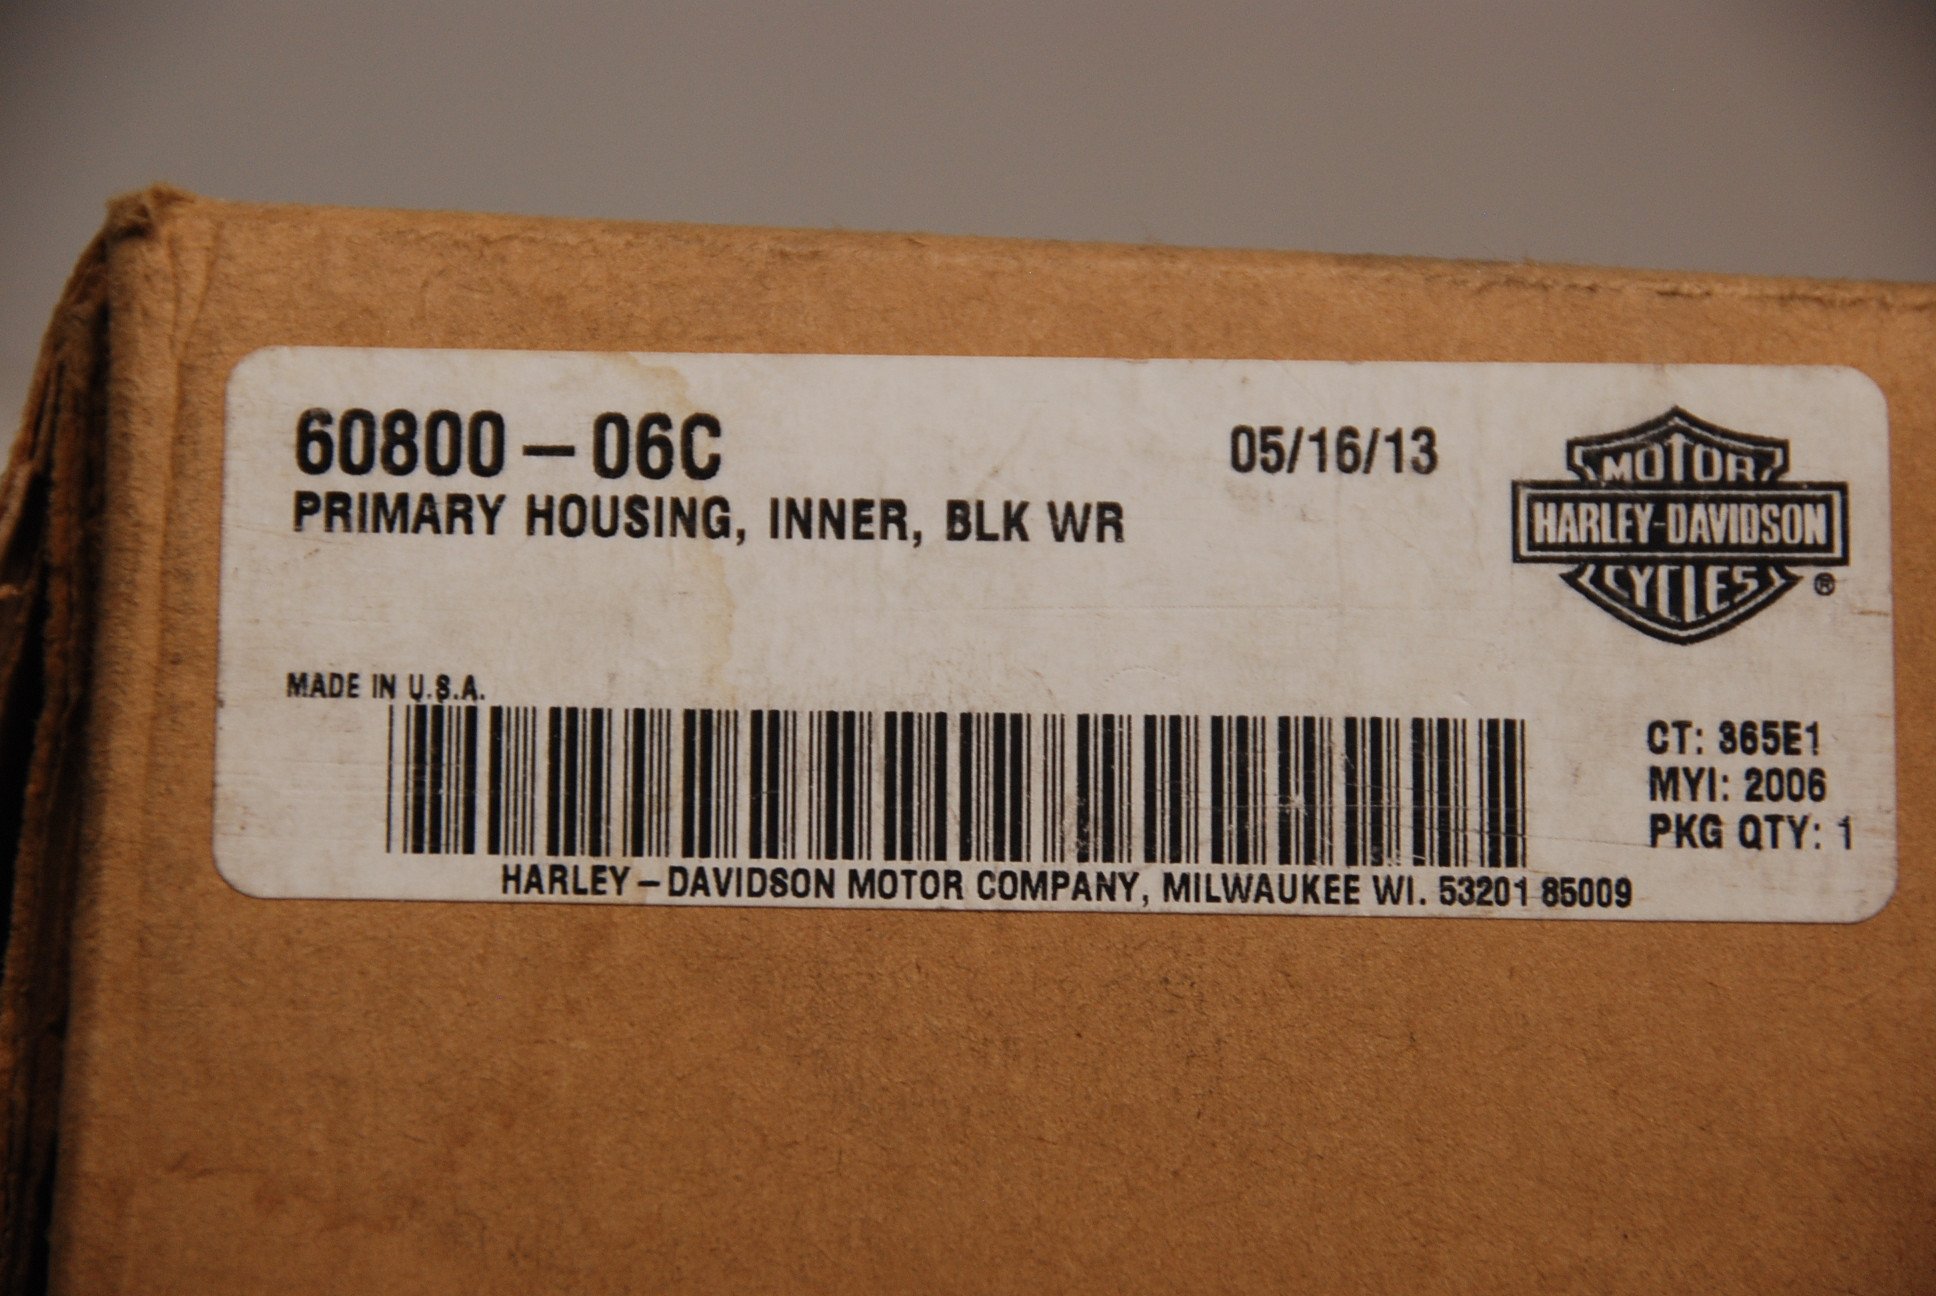 60800-06C
05/16/13
PRIMARY HOUSING, INNER, BLK WR
MOTOR
HARLEY-DAVIDSON
CYCLES
®
MADE IN U.S.A.
CT: 365E1
MYI: 2006
PKG QTY: 1
HARLEY-DAVIDSON MOTOR COMPANY, MILWAUKEE WI. 53201 85009